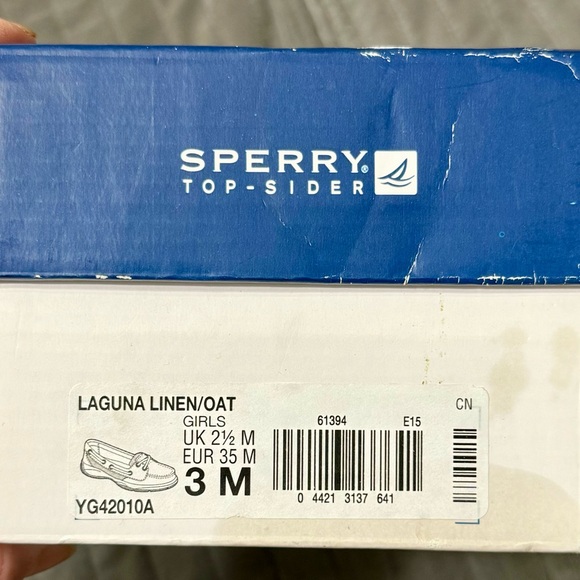 SPERRY®
TOP-SIDER
LAGUNA LINEN/OAT
GIRLS
UK 2½ M
EUR 35 M
3 M
YG42010A
61394 E15
0 4421 3137 641
CN